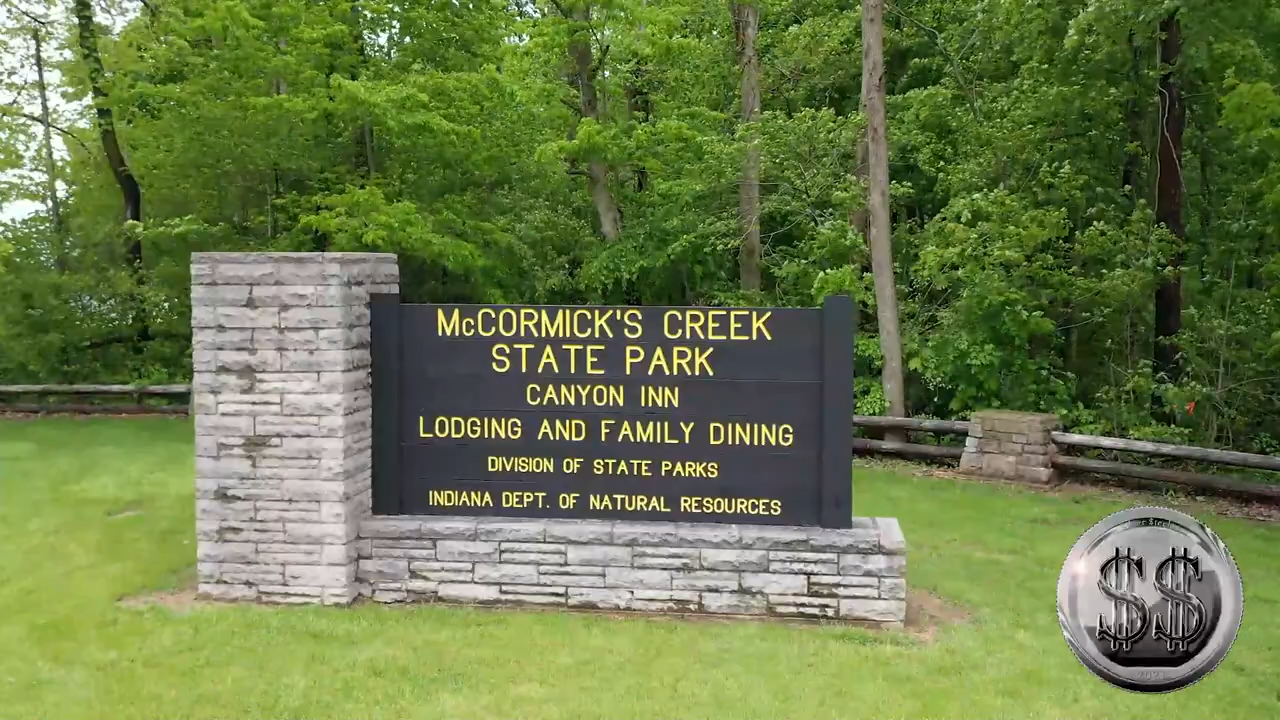 McCORMICK'S CREEK
STATE PARK
CANYON INN
LODGING AND FAMILY DINING
DIVISION OF STATE PARKS
INDIANA DEPT. OF NATURAL RESOURCES
$$